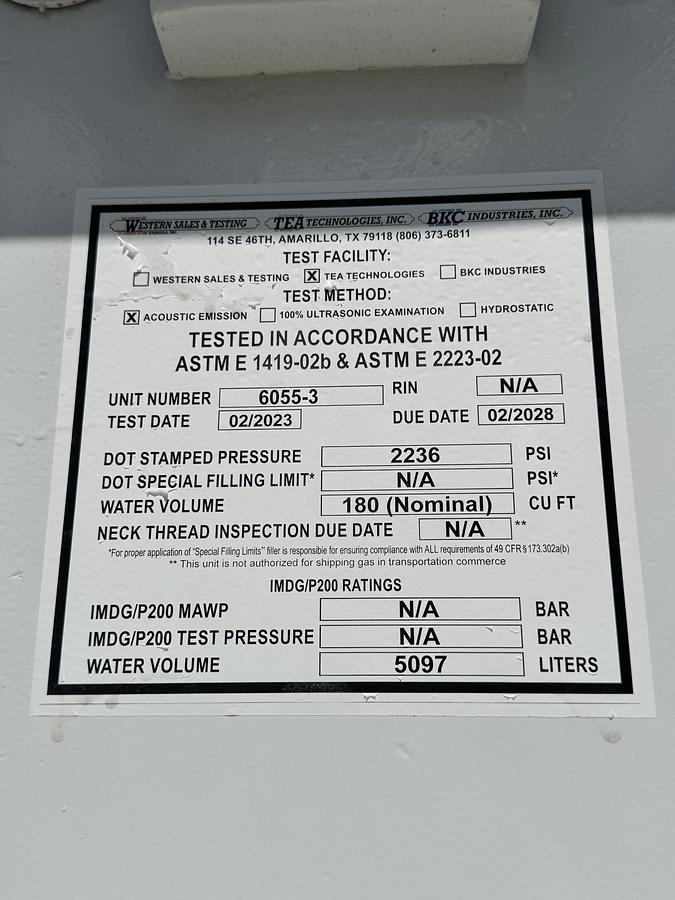 WESTERN SALES & TESTING TEA TECHNOLOGIES, INC. BKC INDUSTRIES, INC.
114 SE 46TH, AMARILLO, TX 79118 (806) 373-6811
TEST FACILITY:
WESTERN SALES & TESTING X TEA TECHNOLOGIES BKC INDUSTRIES
TEST METHOD:
X ACOUSTIC EMISSION 100% ULTRASONIC EXAMINATION HYDROSTATIC
TESTED IN ACCORDANCE WITH
ASTM E 1419-02b & ASTM E 2223-02
UNIT NUMBER 6055-3 RIN N/A
TEST DATE 02/2023 DUE DATE 02/2028
DOT STAMPED PRESSURE 2236 PSI
DOT SPECIAL FILLING LIMIT* N/A PSI*
WATER VOLUME 180 (Nominal) CU FT
NECK THREAD INSPECTION DUE DATE N/A **
*For proper application of "Special Filling Limits" filler is responsible for ensuring compliance with ALL requirements of 49 CFR § 173.302a(b)
** This unit is not authorized for shipping gas in transportation commerce
IMDG/P200 RATINGS
IMDG/P200 MAWP N/A BAR
IMDG/P200 TEST PRESSURE N/A BAR
WATER VOLUME 5097 LITERS